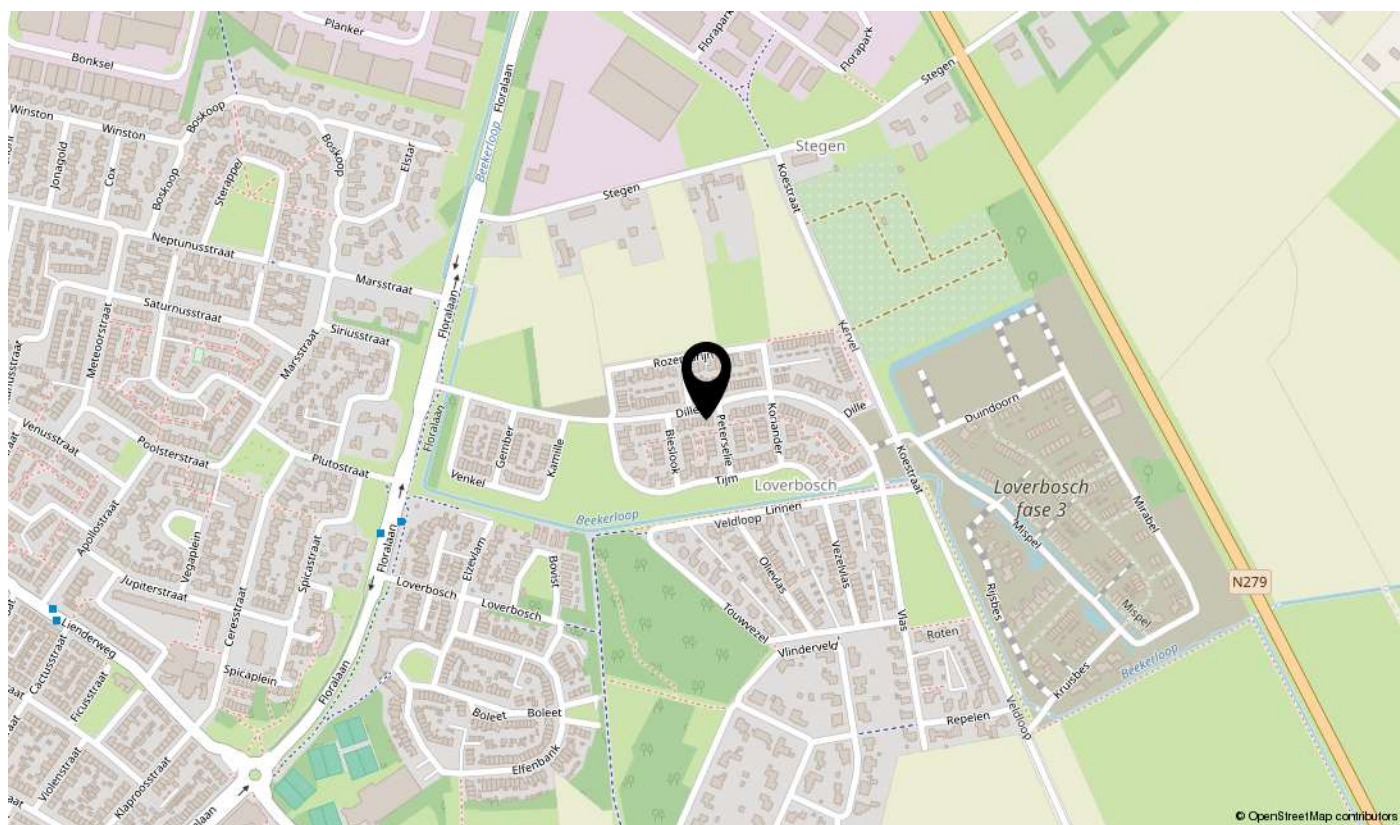 Planker
Bonksel
Florapark
Florapark
Floralaan
Stegen
Winston
Winston
Boskoop
Boskoop
Elstar
Beekerloop
Stegen
Jonagold
Cox
Boskoop
Sterappel
Koestraat
Stegen
Neptunusstraat
Marsstraat
Saturnusstraat
Siriusstraat
Floralaan
Kervel
Meteoorstraat
Marsstraat
Dille
Dille
Duindoorn
Venusstraat
Poolsterstraat
Plutostraat
Floralaan
Gember
Kamille
Venkel
Bieslook
Peterselie
Koriander
Tijm
Loverbosch
Koestraat
Loverbosch
fase 3
Mirabel
Apollostraat
Vegaplein
Spicastraat
Floralaan
Beekerloop
Linnen
Veldloop
Mispel
Jupiterstraat
Ceresstraat
Elzevlam
Bovist
Olievlas
Vezelvlas
Rijsbes
N279
Lienderweg
Loverbosch
Loverbosch
Touwvezel
Vlas
Roten
Mispel
Cactusstraat
Ficusstraat
Spicaplein
Floralaan
Vlinderveld
Kruisbes
Beekerloop
Boleet
Boleet
Repelen
Veldloop
Violenstraat
Klaproosstraat
Elfenbank
Floralaan
© OpenStreetMap contributors